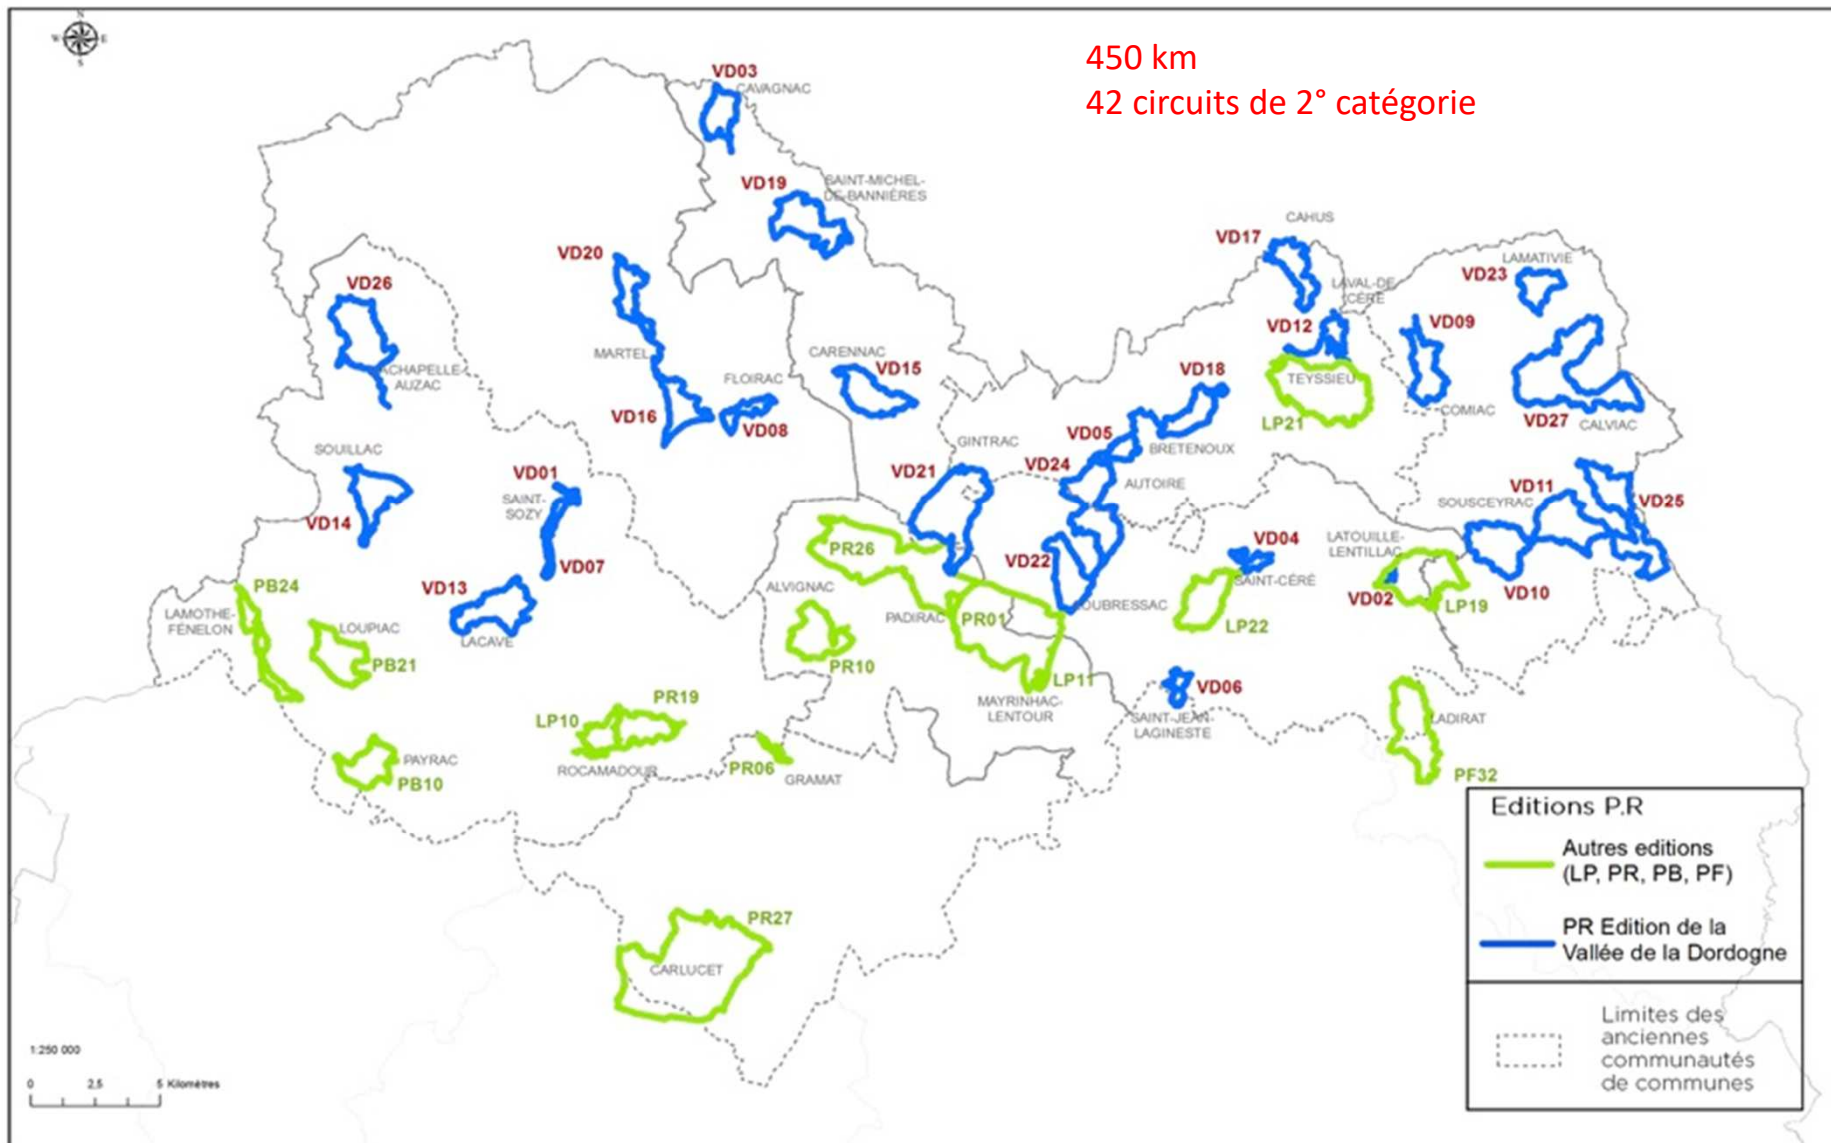 N
W E
S
450 km
42 circuits de 2° catégorie
VD03
CAVAGNAC
VD19
SAINT-MICHEL-
DE-BANNIÈRES
CAHUS
VD17
VD20
LAMATIVIE
VD23
VD26
LAVAL-DE-
CÈRE
VD12
VD09
MARTEL
CARENNAC
VD15
VD18
FLOIRAC
TEYSSIEU
ACHAPELLE-
AUZAC
VD16
VD08
LP21
COMIAC
VD27
CALVIAC
SOUILLAC
GINTRAC
VD05
BRETENOUX
VD01
VD21
VD24
AUTOIRE
SAINT-
SOZY
VD11
SOUSCEYRAC
VD25
VD14
PR26
VD22
VD04
LATOUILLE-
LENTILLAC
VD07
SAINT-CÉRÉ
PB24
VD13
ALVIGNAC
VD10
VD02
LP19
LAMOTHE-
FÉNELON
LOUPIAC
LACAVE
PADIRAC
PR01
LOUBRESSAC
LP22
PB21
PR10
LP11
VD06
MAYRINHAC-
LENTOUR
SAINT-JEAN-
LAGINESTE
LADIRAT
PR19
LP10
PAYRAC
PB10
ROCAMADOUR
PR06
GRAMAT
PF32
PR27
CARLUCET
Editions P.R
Autres editions
(LP, PR, PB, PF)
PR Edition de la
Vallée de la Dordogne
Limites des
anciennes
communautés
de communes
1:250 000
0 2,5 5 Kilomètres